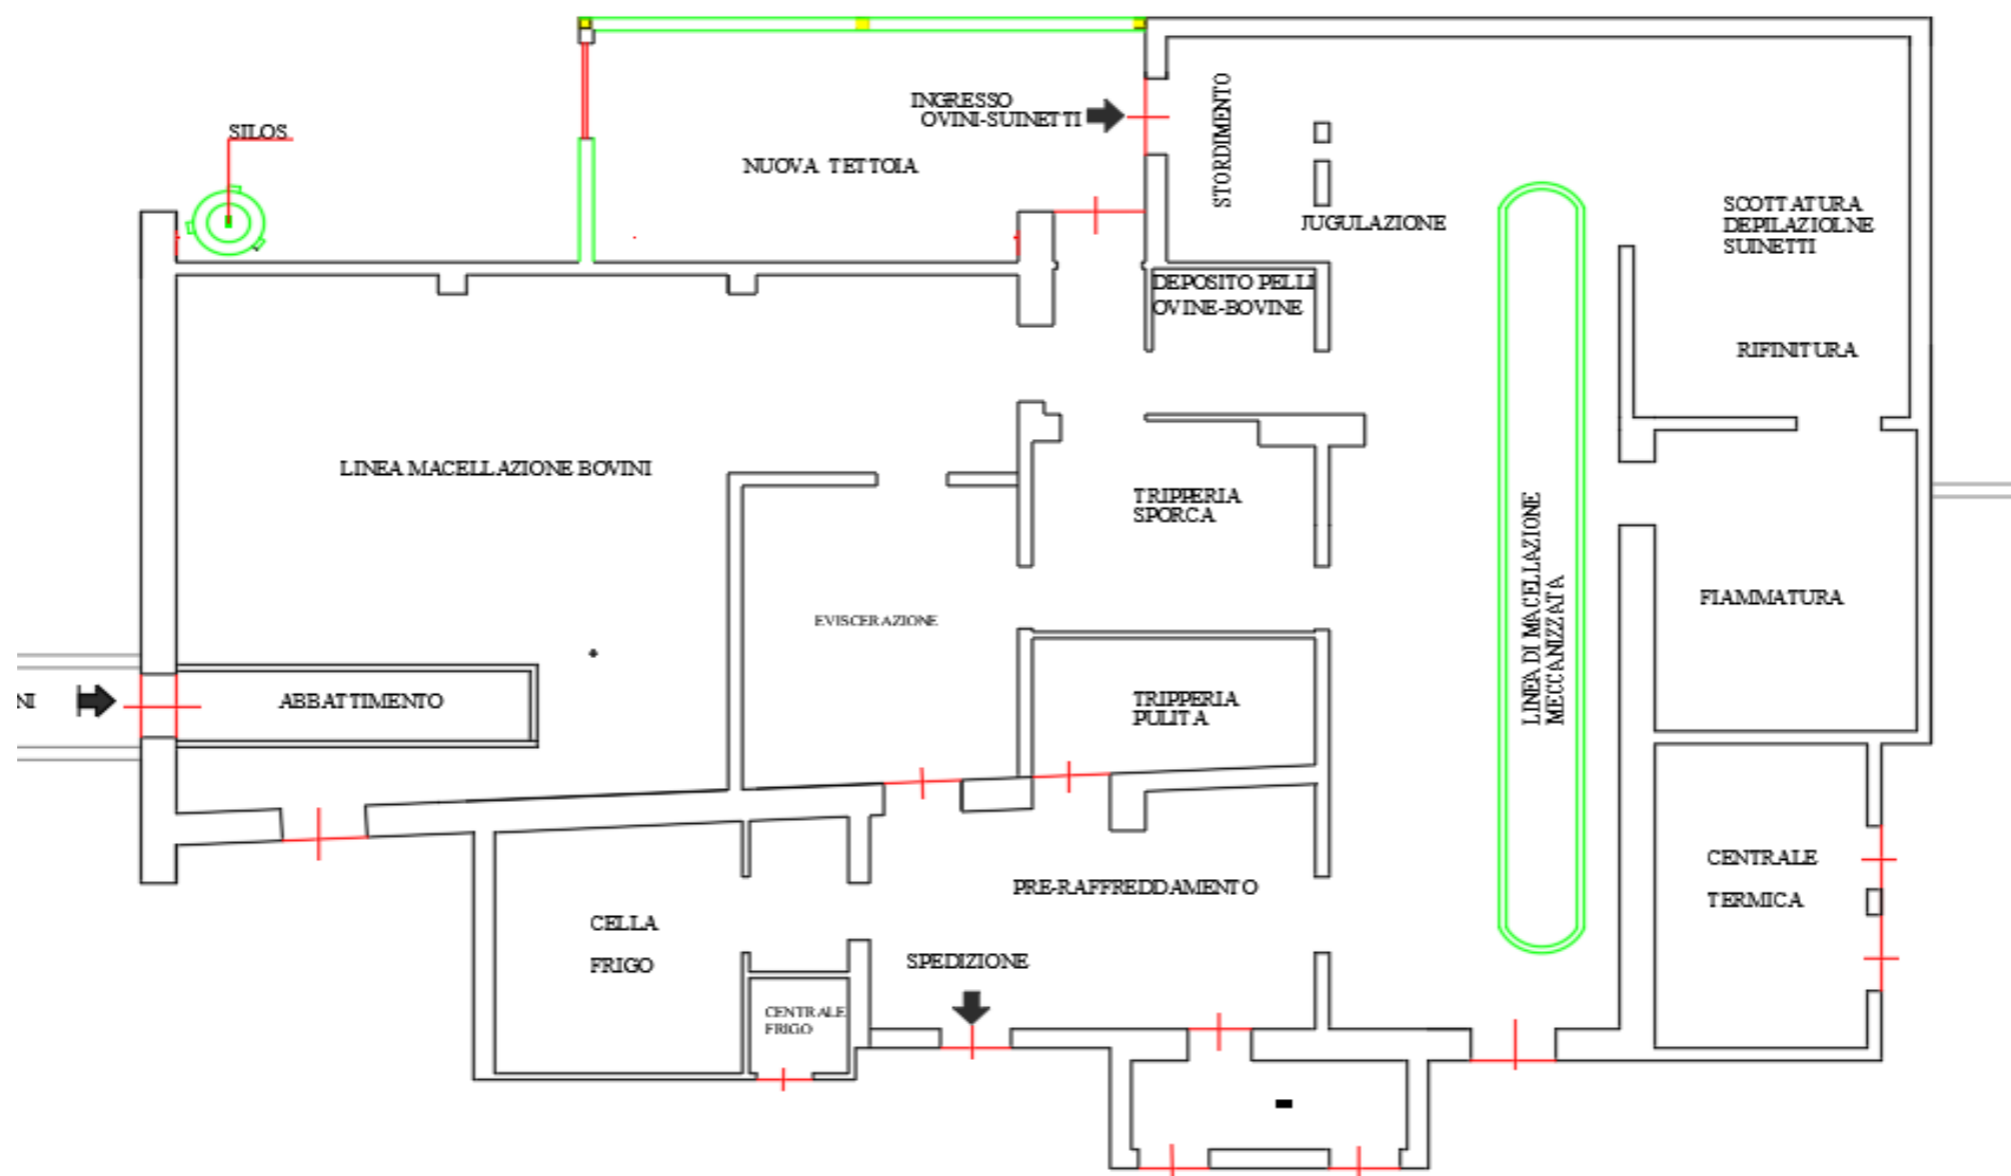 SILOS
INGRESSO
OVINI-SUINETTI
NUOVA TETTOIA
STORDIMENTO
JUGULAZIONE
SCOTTATURA
DEPILAZIOLNE
SUINETTI
DEPOSITO PELLI
OVINE-BOVINE
RIFINITURA
LINEA MACELLAZIONE BOVINI
TRIPPERIA
SPORCA
LINEA DI MACELLAZIONE
MECCANIZZATA
FIAMMATURA
EVISCERAZIONE
NI
ABBATTIMENTO
TRIPPERIA
PULITA
CENTRALE
TERMICA
PRE-RAFFREDDAMENTO
CELLA
FRIGO
SPEDIZIONE
CENTRALE
FRIGO